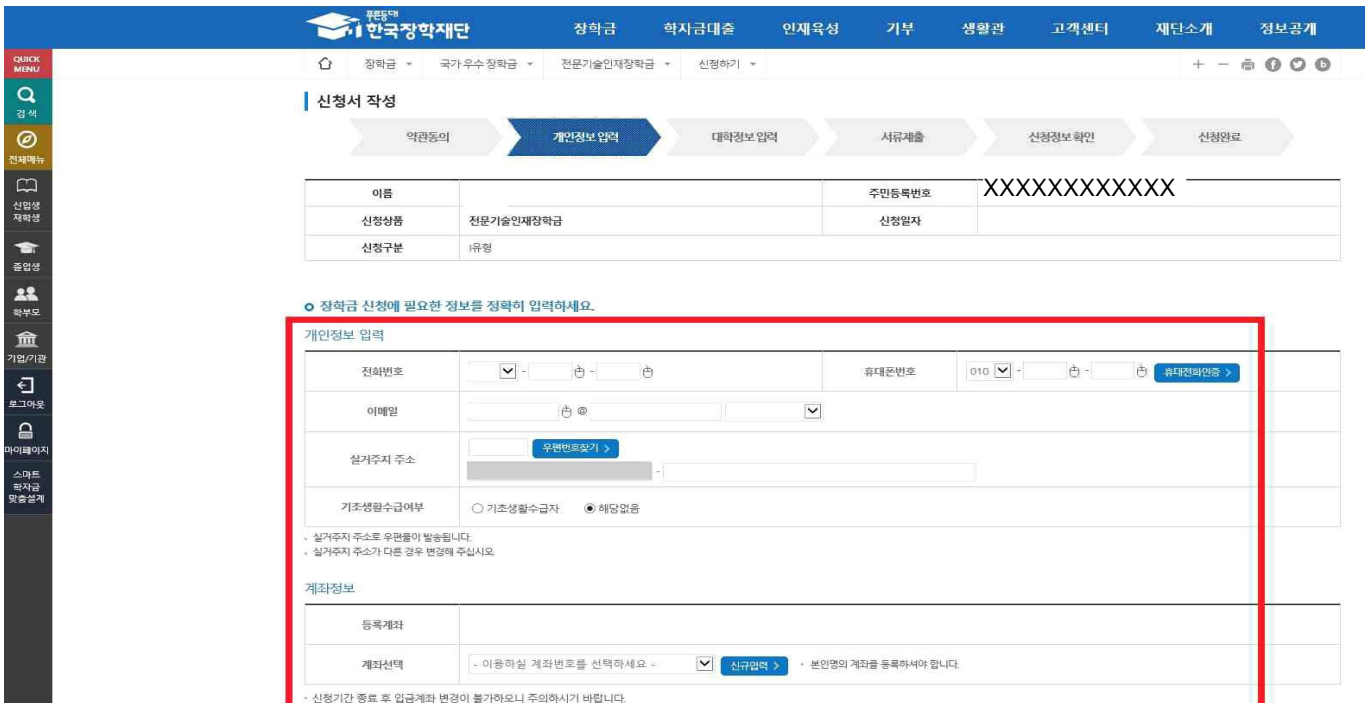 푸른등대
한국장학재단
장학금 학자금대출 인재육성 기부 생활관 고객센터 재단소개 정보공개
QUICK
MENU
검색
전체메뉴
신입생
재학생
졸업생
학부모
기업/기관
로그아웃
마이페이지
스마트
학자금
맞춤설계
장학금 국가우수장학금 전문기술인재장학금 신청하기
신청서 작성
약관동의 개인정보 입력 대학정보 입력 서류제출 신청정보 확인 신청완료
이름 주민등록번호 XXXXXXXXXXXX
신청상품 전문기술인재장학금 신청일자
신청구분 I유형
장학금 신청에 필요한 정보를 정확히 입력하세요.
개인정보 입력
전화번호 - - 휴대폰번호 010 - - 휴대전화인증 >
이메일 @
실거주지 주소 우편번호찾기 >
-
기초생활수급여부 기초생활수급자 해당없음
실거주지 주소로 우편물이 발송됩니다.
실거주지 주소가 다른 경우 변경해 주십시오.
계좌정보
등록계좌
계좌선택 - 이용하실 계좌번호를 선택하세요 - 신규입력 > 본인명의 계좌를 등록하셔야 합니다.
신청기간 종료 후 입금계좌 변경이 불가하오니 주의하시기 바랍니다.